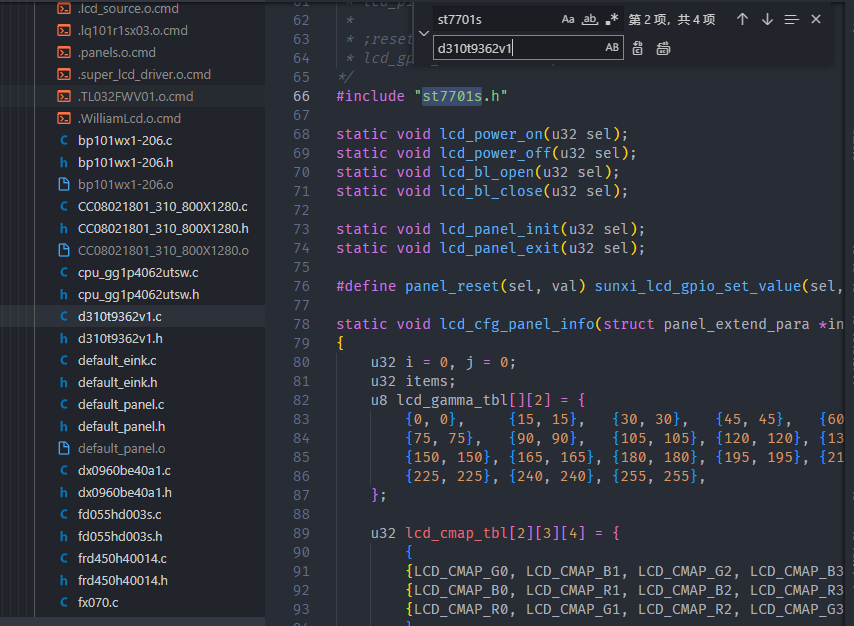 .lcd_source.o.cmd
.lq101r1sx03.o.cmd
.panels.o.cmd
.super_lcd_driver.o.cmd
.TL032FWV01.o.cmd
.WilliamLcd.o.cmd
C bp101wx1-206.c
h bp101wx1-206.h
bp101wx1-206.o
C CC08021801_310_800X1280.c
h CC08021801_310_800X1280.h
CC08021801_310_800X1280.o
C cpu_gg1p4062utsw.c
h cpu_gg1p4062utsw.h
C d310t9362v1.c
h d310t9362v1.h
C default_eink.c
h default_eink.h
C default_panel.c
h default_panel.h
default_panel.o
C dx0960be40a1.c
h dx0960be40a1.h
C fd055hd003s.c
h fd055hd003s.h
C frd450h40014.c
h frd450h40014.h
C fx070.c
st7701s Aa ab .* 第 2 项, 共 4 项
d310t9362v1 AB
62 *
63 * ;reset
64 * lcd_gp
65 */
66 #include "st7701s.h"
67
68 static void lcd_power_on(u32 sel);
69 static void lcd_power_off(u32 sel);
70 static void lcd_bl_open(u32 sel);
71 static void lcd_bl_close(u32 sel);
72
73 static void lcd_panel_init(u32 sel);
74 static void lcd_panel_exit(u32 sel);
75
76 #define panel_reset(sel, val) sunxi_lcd_gpio_set_value(sel,
77
78 static void lcd_cfg_panel_info(struct panel_extend_para *in
79 {
80 u32 i = 0, j = 0;
81 u32 items;
82 u8 lcd_gamma_tbl[][2] = {
83 {0, 0}, {15, 15}, {30, 30}, {45, 45}, {60
84 {75, 75}, {90, 90}, {105, 105}, {120, 120}, {13
85 {150, 150}, {165, 165}, {180, 180}, {195, 195}, {21
86 {225, 225}, {240, 240}, {255, 255},
87 };
88
89 u32 lcd_cmap_tbl[2][3][4] = {
90 {
91 {LCD_CMAP_G0, LCD_CMAP_B1, LCD_CMAP_G2, LCD_CMAP_B3
92 {LCD_CMAP_B0, LCD_CMAP_R1, LCD_CMAP_B2, LCD_CMAP_R3
93 {LCD_CMAP_R0, LCD_CMAP_G1, LCD_CMAP_R2, LCD_CMAP_G3